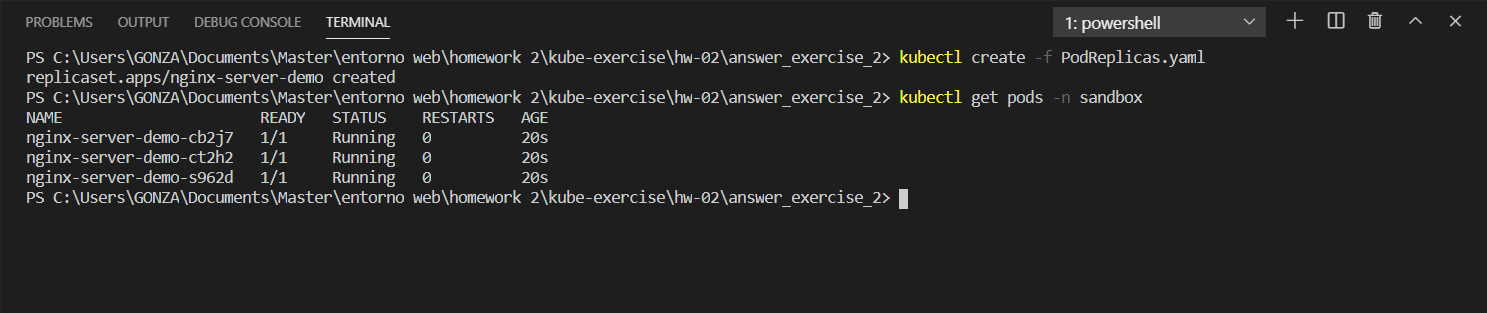 PROBLEMS OUTPUT DEBUG CONSOLE TERMINAL 1: powershell
PS C:\Users\GONZA\Documents\Master\entorno web\homework 2\kube-exercise\hw-02\answer_exercise_2> kubectl create -f PodReplicas.yaml
replicaset.apps/nginx-server-demo created
PS C:\Users\GONZA\Documents\Master\entorno web\homework 2\kube-exercise\hw-02\answer_exercise_2> kubectl get pods -n sandbox
NAME READY STATUS RESTARTS AGE
nginx-server-demo-cb2j7 1/1 Running 0 20s
nginx-server-demo-ct2h2 1/1 Running 0 20s
nginx-server-demo-s962d 1/1 Running 0 20s
PS C:\Users\GONZA\Documents\Master\entorno web\homework 2\kube-exercise\hw-02\answer_exercise_2>